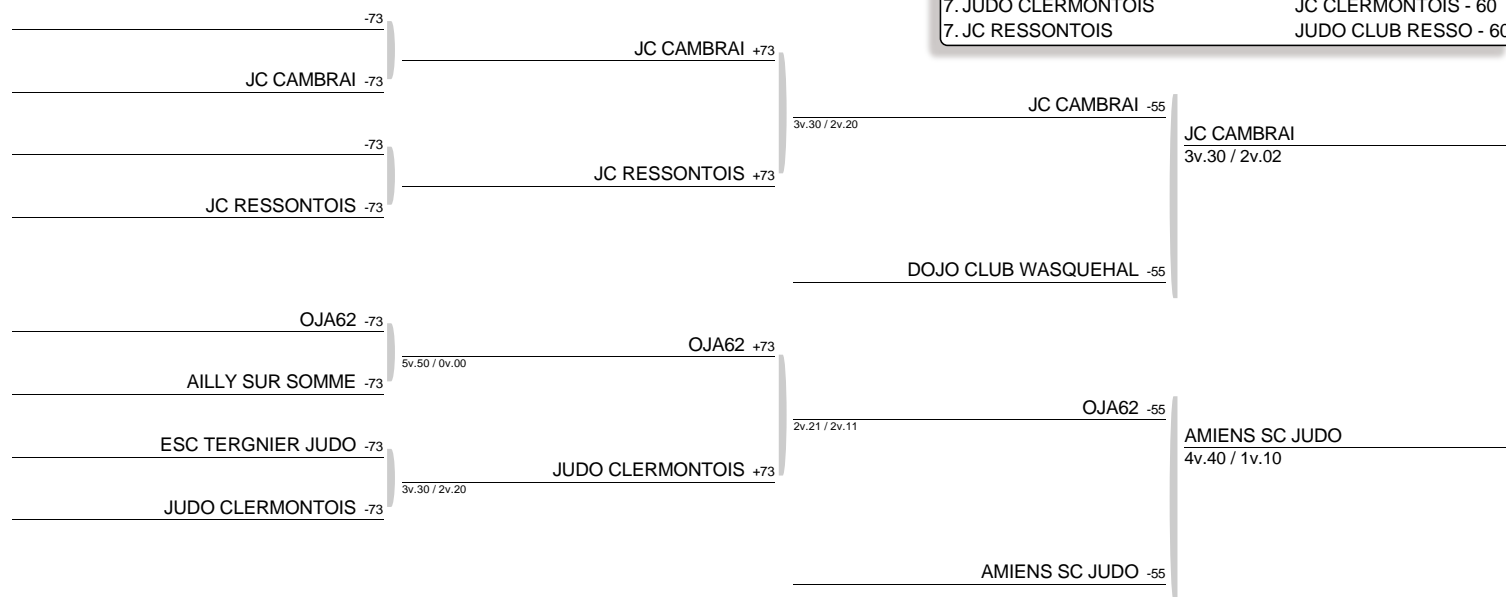 7. JUDO CLERMONTOIS JC CLERMONTOIS - 60
7. JC RESSONTOIS JUDO CLUB RESSO - 60
-73
JC CAMBRAI -73
-73
JC RESSONTOIS -73
OJA62 -73
AILLY SUR SOMME -73
ESC TERGNIER JUDO -73
JUDO CLERMONTOIS -73
JC CAMBRAI +73
JC RESSONTOIS +73
OJA62 +73
5v.50 / 0v.00
JUDO CLERMONTOIS +73
3v.30 / 2v.20
JC CAMBRAI -55
3v.30 / 2v.20
DOJO CLUB WASQUEHAL -55
OJA62 -55
2v.21 / 2v.11
AMIENS SC JUDO -55
JC CAMBRAI
3v.30 / 2v.02
AMIENS SC JUDO
4v.40 / 1v.10